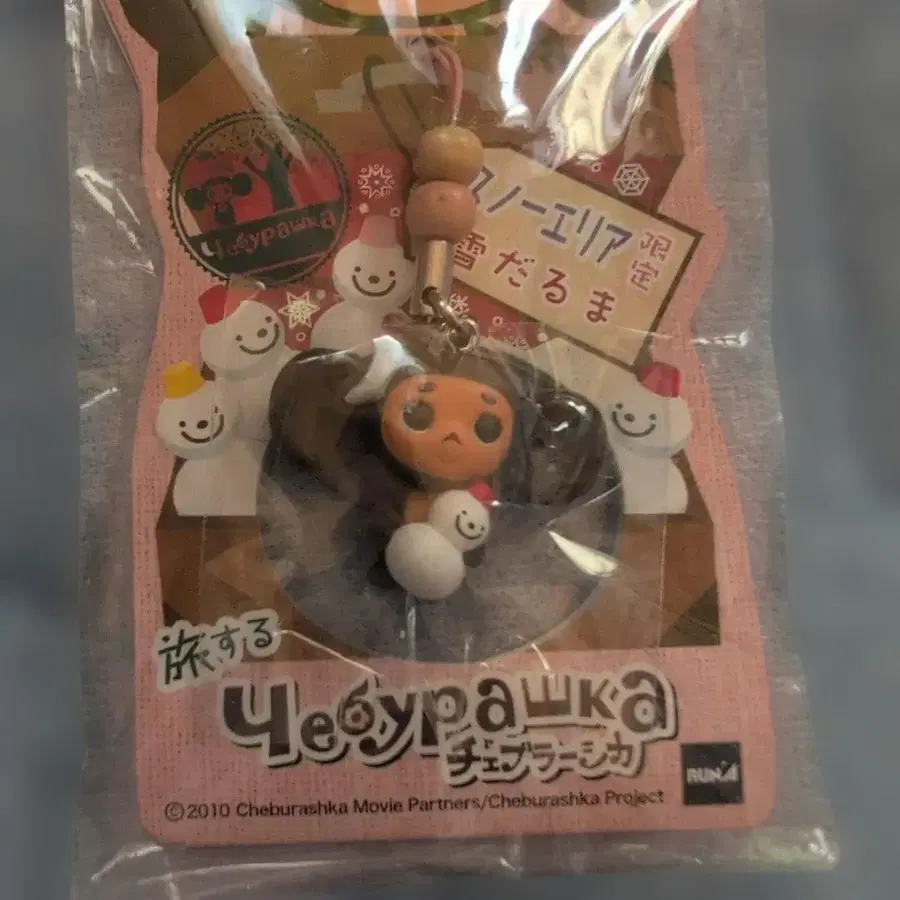 Чебурашка
スノーエリア
限定
雪だるま
旅する
Чебурашка
チェブラーシカ
RUN'A
©2010 Cheburashka Movie Partners/Cheburashka Project